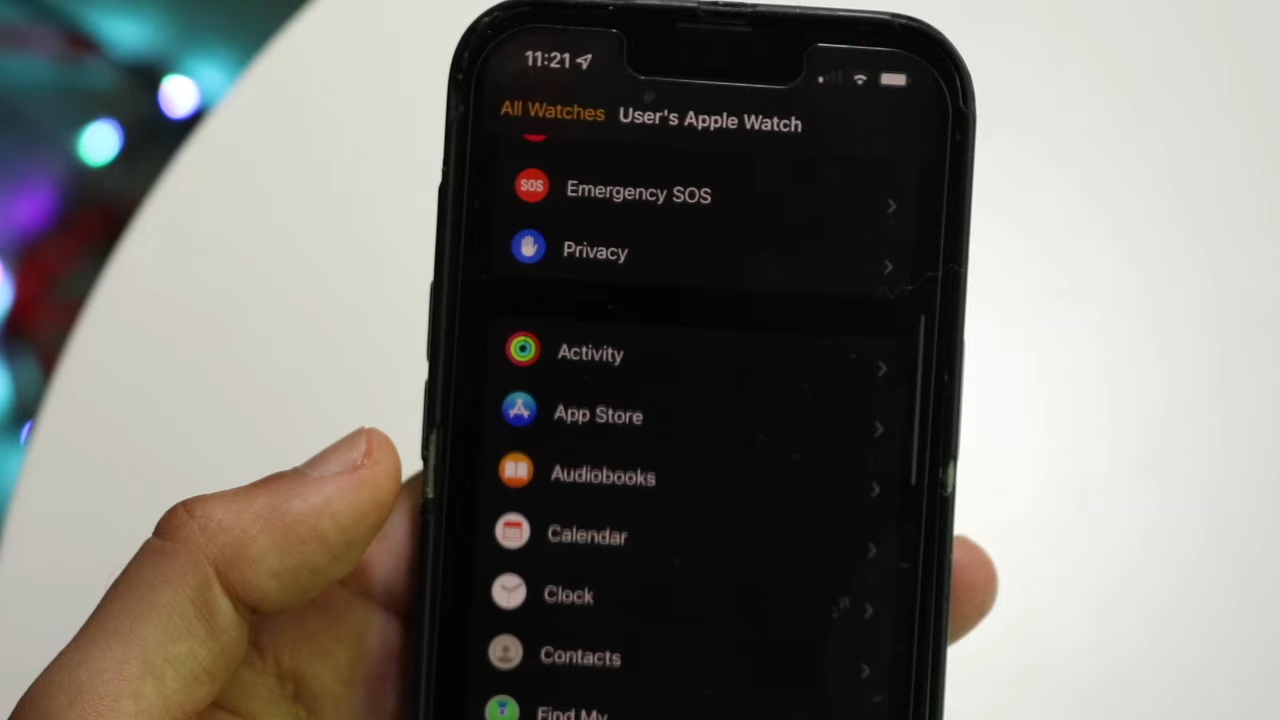 11:21
All Watches User's Apple Watch
SOS Emergency SOS
Privacy
Activity
App Store
Audiobooks
Calendar
Clock
Contacts
Find My